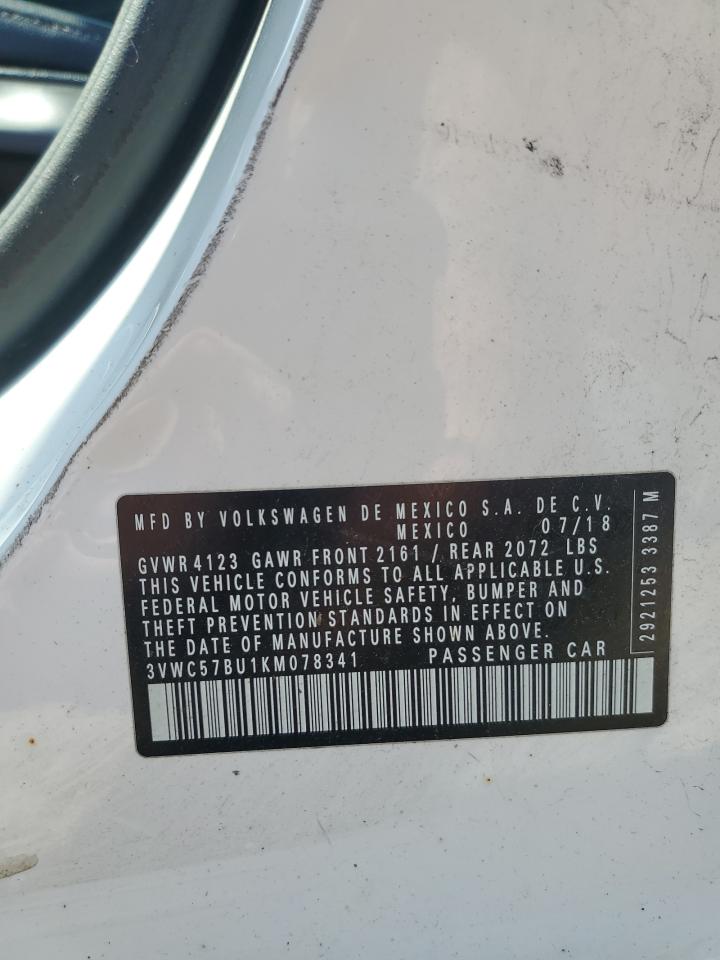 MFD BY VOLKSWAGEN DE MEXICO S.A. DE C.V.
MEXICO 07/18
GVWR 4123 GAWR FRONT 2161 / REAR 2072 LBS
THIS VEHICLE CONFORMS TO ALL APPLICABLE U.S.
FEDERAL MOTOR VEHICLE SAFETY, BUMPER AND
THEFT PREVENTION STANDARDS IN EFFECT ON
THE DATE OF MANUFACTURE SHOWN ABOVE.
3VWC57BU1KM078341 PASSENGER CAR
2921253 3387 M